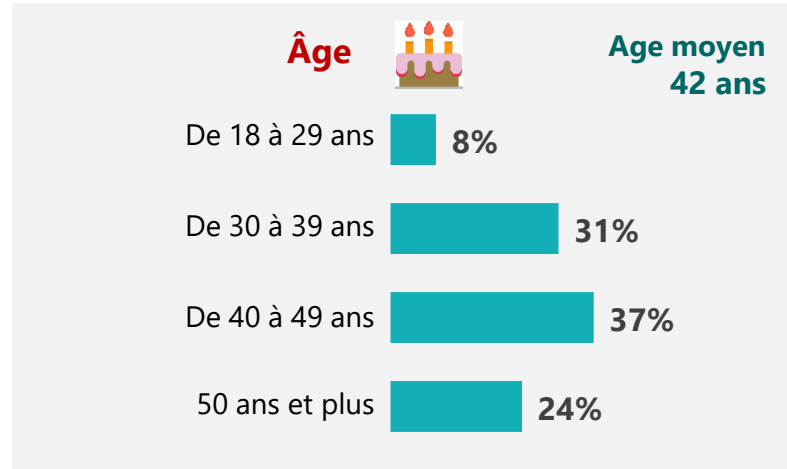 Âge
Age moyen
42 ans
De 18 à 29 ans 8%
De 30 à 39 ans 31%
De 40 à 49 ans 37%
50 ans et plus 24%